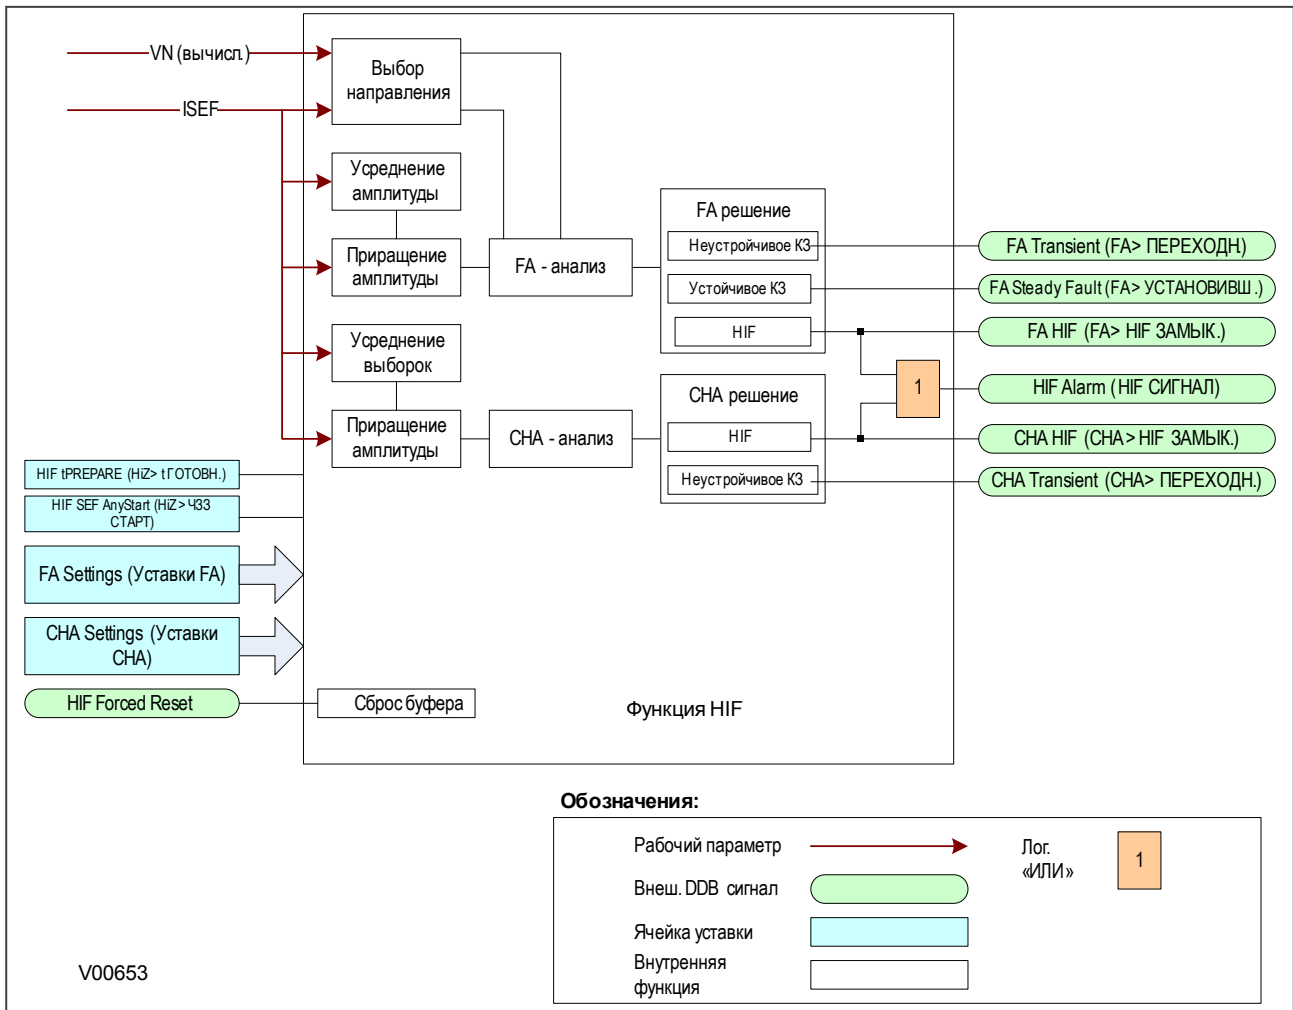 VN (вычисл.)
ISEF
Выбор
направления
Усреднение
амплитуды
Приращение
амплитуды
Усреднение
выборок
Приращение
амплитуды
FA - анализ
CHA - анализ
FA решение
Неустойчивое КЗ
Устойчивое КЗ
HIF
CHA решение
HIF
Неустойчивое КЗ
1
FA Transient (FA> ПЕРЕХОДН.)
FA Steady Fault (FA> УСТАНОВИВШ.)
FA HIF (FA> HIF ЗАМЫК.)
HIF Alarm (HIF СИГНАЛ)
CHA HIF (CHA> HIF ЗАМЫК.)
CHA Transient (CHA> ПЕРЕХОДН.)
HIF tPREPARE (HiZ> t ГОТОВН.)
HIF SEF AnyStart (HiZ> ЧЗЗ
СТАРТ)
FA Settings (Уставки FA)
CHA Settings (Уставки
CHA)
HIF Forced Reset
Сброс буфера
Функция HIF
Обозначения:
Рабочий параметр
Внеш. DDB сигнал
Ячейка уставки
Внутренняя
функция
Лог.
«ИЛИ»
1
V00653